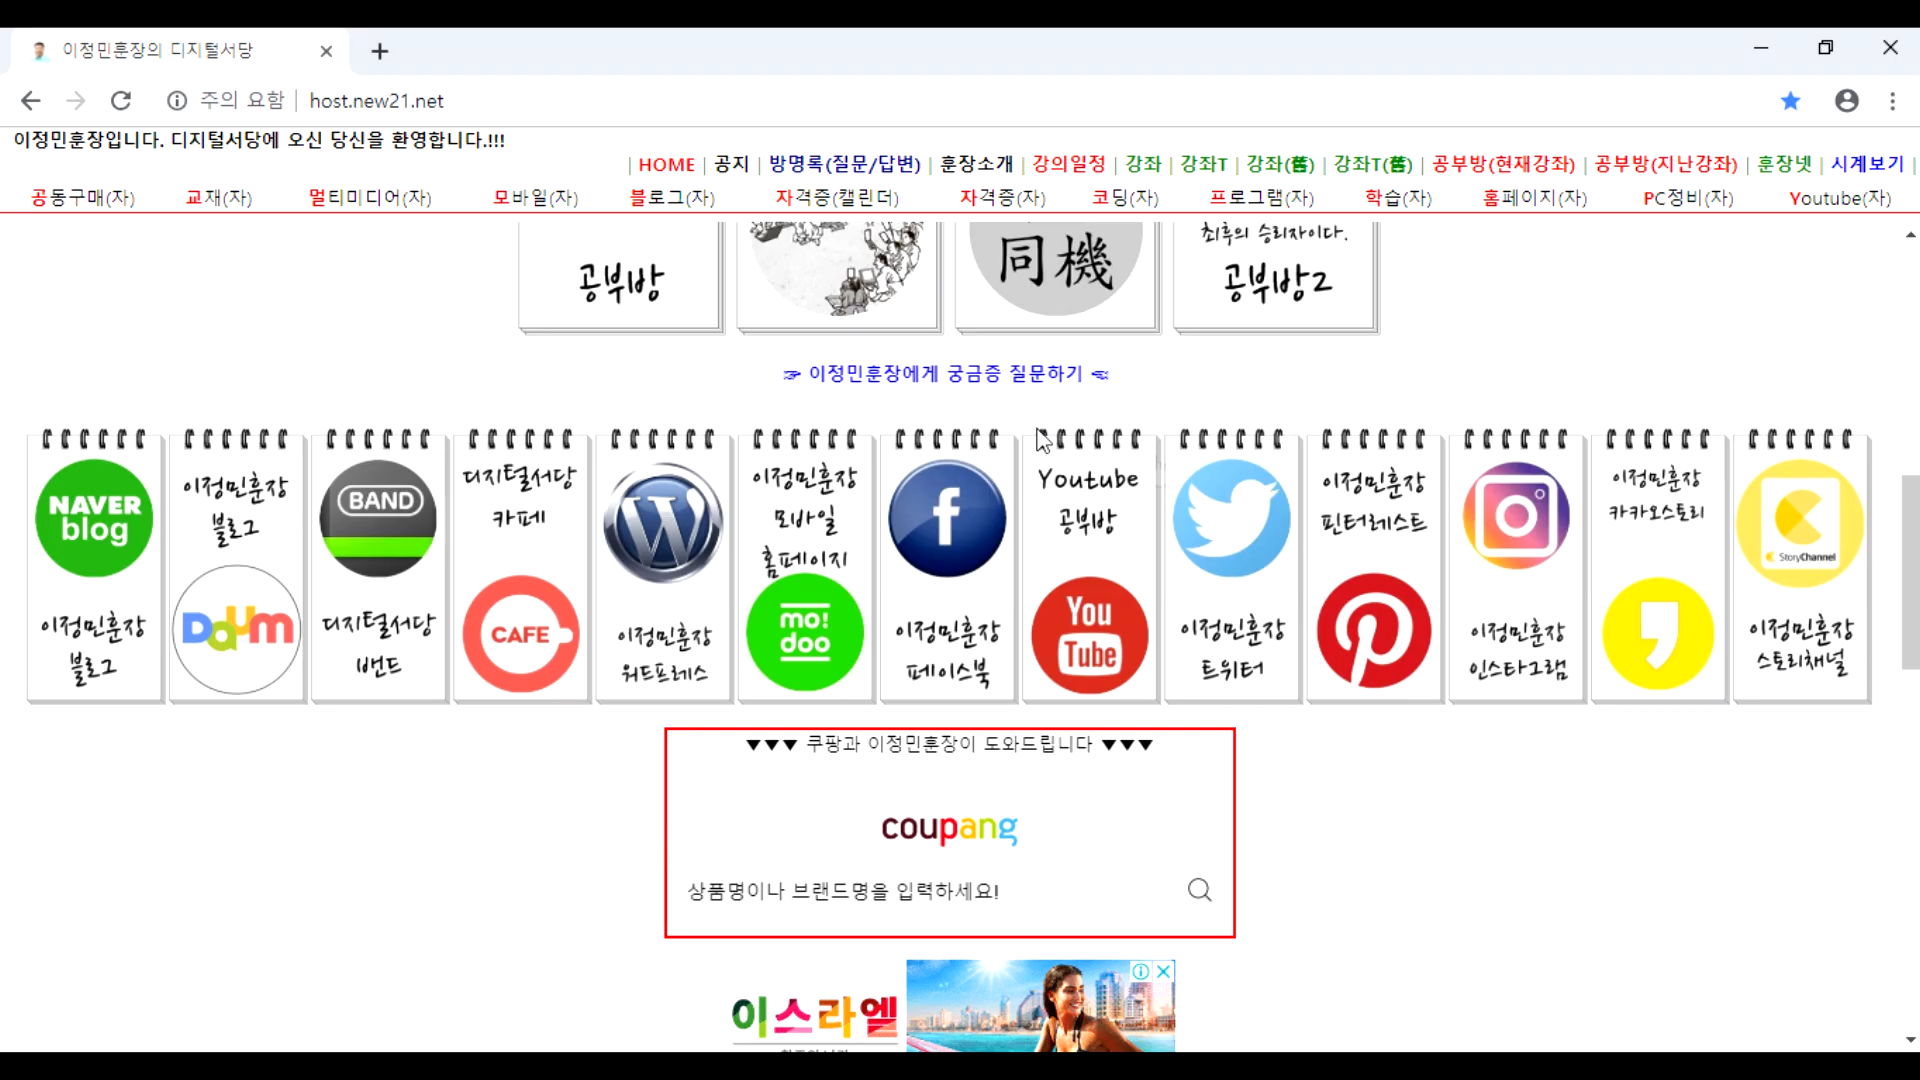 이정민훈장의 디지털서당
주의 요함 | host.new21.net
이정민훈장입니다. 디지털서당에 오신 당신을 환영합니다.!!!
| HOME | 공지 | 방명록(질문/답변) | 훈장소개 | 강의일정 | 강좌 | 강좌T | 강좌(舊) | 강좌T(舊) | 공부방(현재강좌) | 공부방(지난강좌) | 훈장넷 | 시계보기 |
공동구매(자) 교재(자) 멀티미디어(자) 모바일(자) 블로그(자) 자격증(캘린더) 자격증(자) 코딩(자) 프로그램(자) 학습(자) 홈페이지(자) PC정비(자) Youtube(자)
공부방
同機
최후의 승리자이다.
공부방2
☞ 이정민훈장에게 궁금증 질문하기 ☜
NAVER
blog
이정민훈장
블로그
이정민훈장
블로그
Daum
BAND
디지털서당
밴드
디지털서당
카페
CAFE
이정민훈장
워드프레스
이정민훈장
모바일
홈페이지
mo!
doo
이정민훈장
페이스북
Youtube
공부방
You
Tube
이정민훈장
트위터
이정민훈장
핀터레스트
이정민훈장
인스타그램
이정민훈장
카카오스토리
StoryChannel
이정민훈장
스토리채널
▼▼▼ 쿠팡과 이정민훈장이 도와드립니다 ▼▼▼
coupang
상품명이나 브랜드명을 입력하세요!
이스라엘